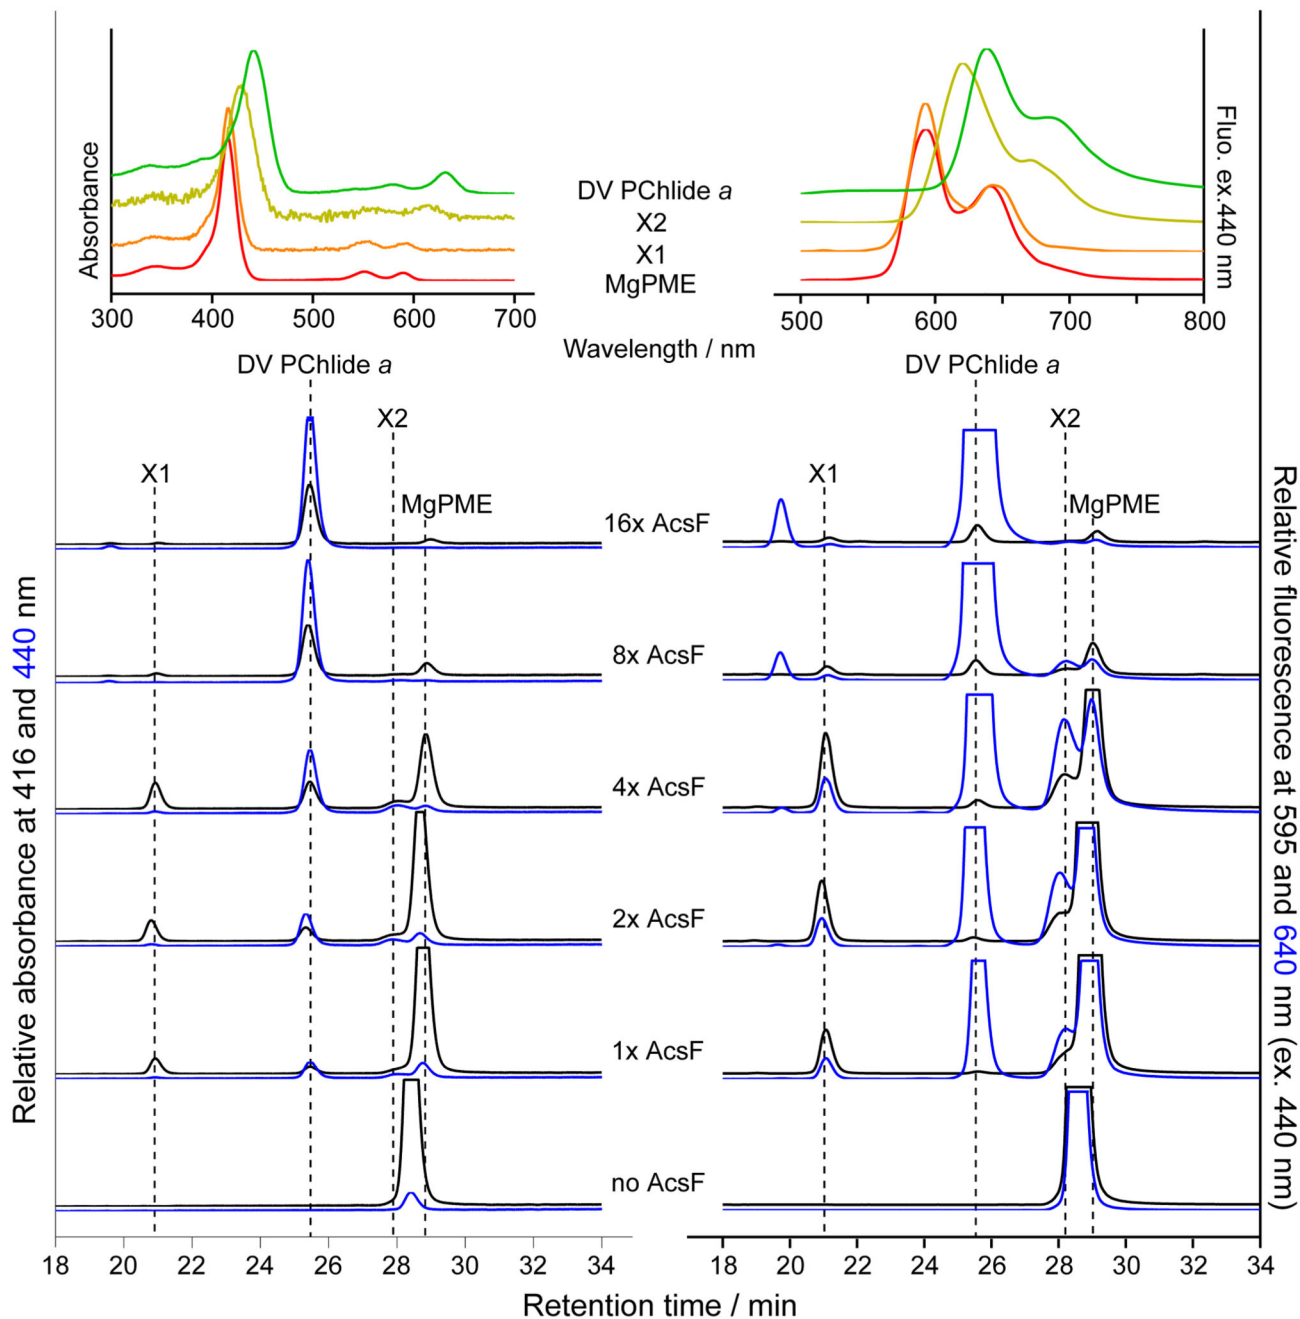 Absorbance
300 400 500 600 700
DV PChlide a
X2
X1
MgPME
Wavelength / nm
500 600 700 800
Fluo. ex.440 nm
DV PChlide a
X2
X1
MgPME
DV PChlide a
X2
X1
MgPME
16x AcsF
8x AcsF
4x AcsF
2x AcsF
1x AcsF
no AcsF
Relative absorbance at 416 and 440 nm
Relative fluorescence at 595 and 640 nm (ex. 440 nm)
18 20 22 24 26 28 30 32 34
18 20 22 24 26 28 30 32 34
Retention time / min